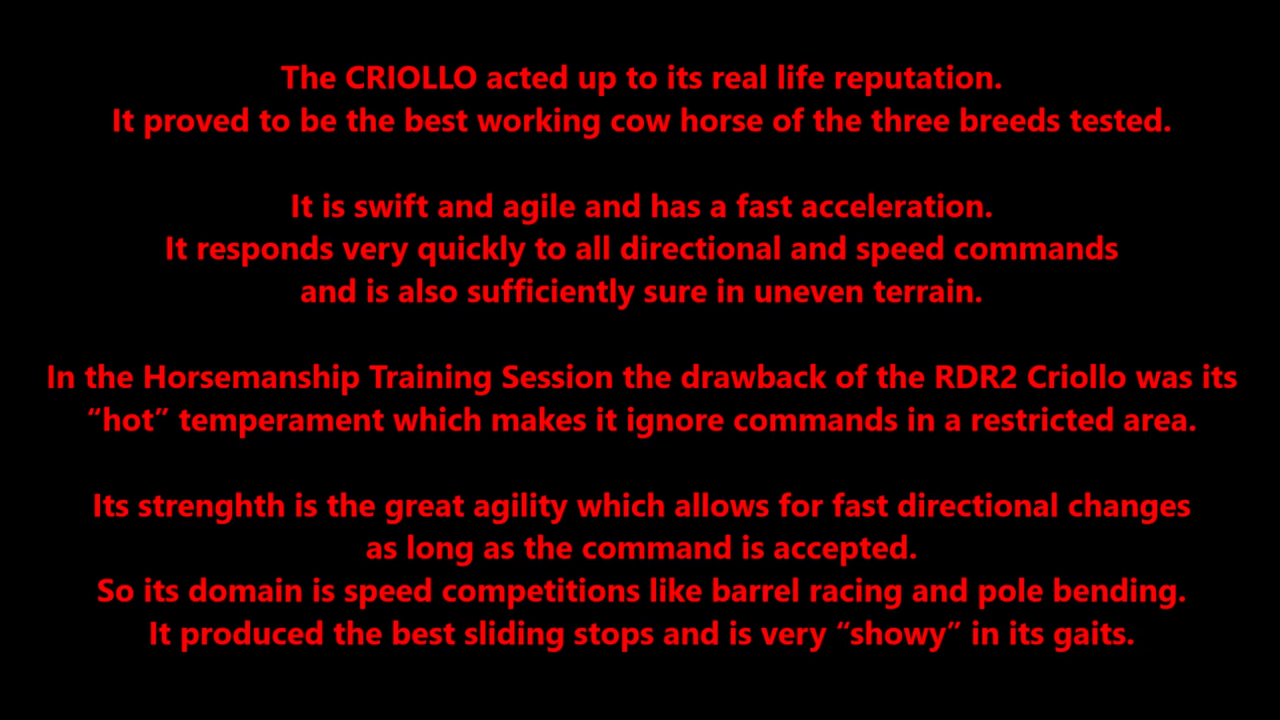 The CRIOLLO acted up to its real life reputation.
It proved to be the best working cow horse of the three breeds tested.
It is swift and agile and has a fast acceleration.
It responds very quickly to all directional and speed commands
and is also sufficiently sure in uneven terrain.
In the Horsemanship Training Session the drawback of the RDR2 Criollo was its
“hot” temperament which makes it ignore commands in a restricted area.
Its strenghth is the great agility which allows for fast directional changes
as long as the command is accepted.
So its domain is speed competitions like barrel racing and pole bending.
It produced the best sliding stops and is very “showy” in its gaits.